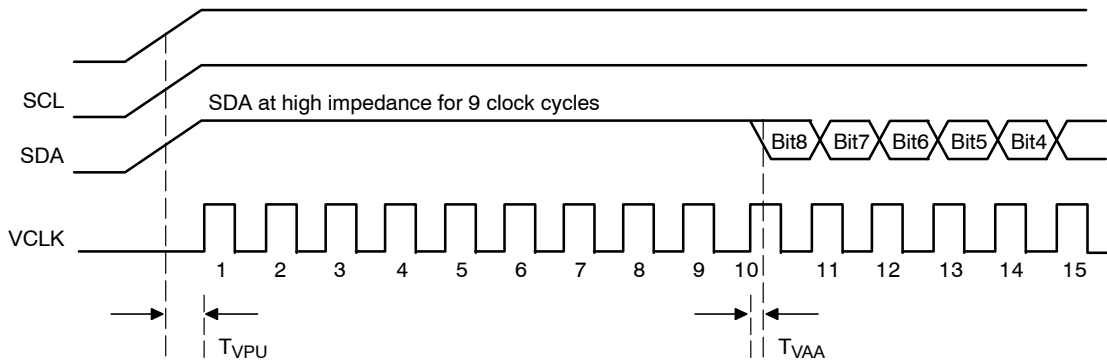 SCL
SDA at high impedance for 9 clock cycles
SDA
Bit8 Bit7 Bit6 Bit5 Bit4
VCLK
1 2 3 4 5 6 7 8 9 10 11 12 13 14 15
TVPU TVAA